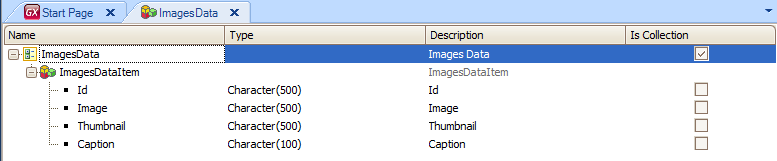 GX Start Page ImagesData
Name Type Description Is Collection
ImagesData Images Data
ImagesDataItem ImagesDataItem
Id Character(500) Id
Image Character(500) Image
Thumbnail Character(500) Thumbnail
Caption Character(100) Caption